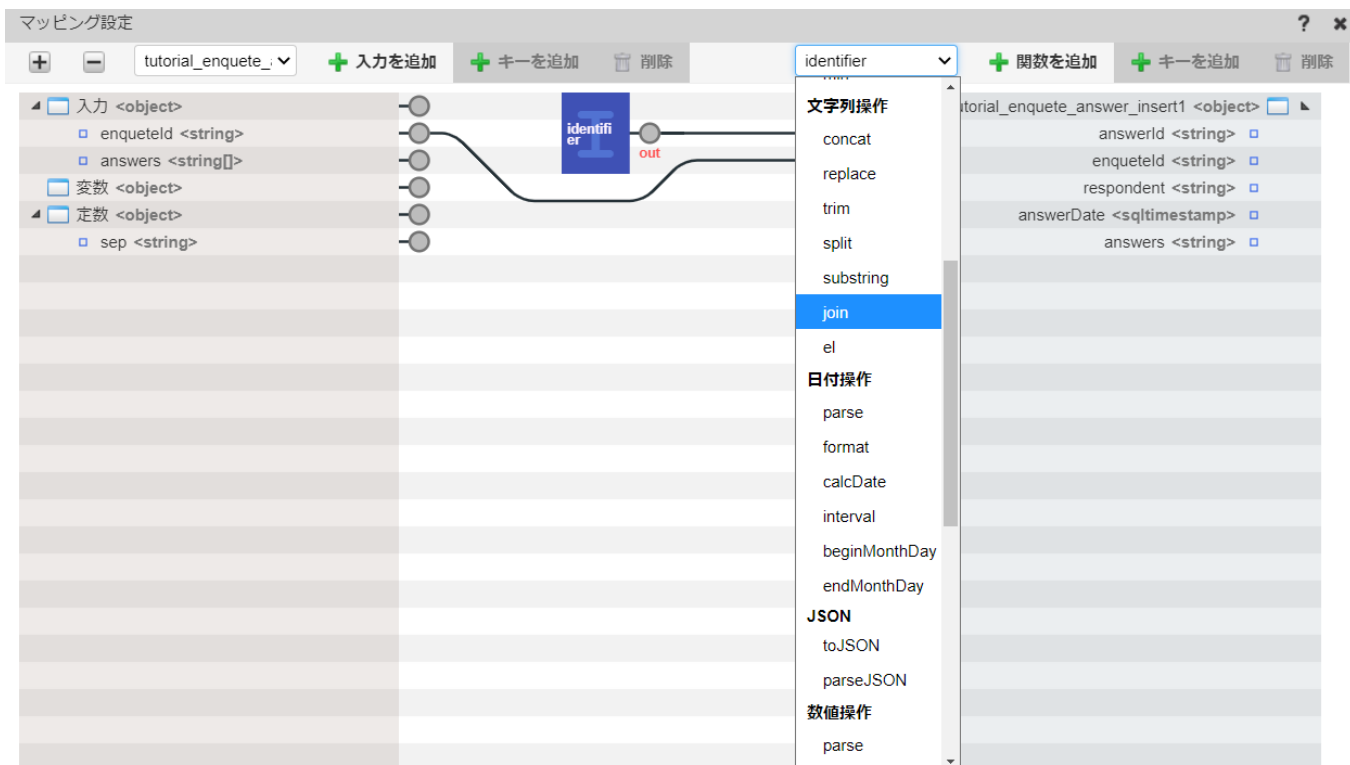 マッピング設定
?
tutorial_enquete_
入力を追加
キーを追加
削除
identifier
関数を追加
キーを追加
削除
入力 <object>
enqueteId <string>
answers <string[]>
変数 <object>
定数 <object>
sep <string>
identifi
er
out
文字列操作
concat
replace
trim
split
substring
join
el
日付操作
parse
format
calcDate
interval
beginMonthDay
endMonthDay
JSON
toJSON
parseJSON
数値操作
parse
tutorial_enquete_answer_insert1 <object>
answerId <string>
enqueteId <string>
respondent <string>
answerDate <sqltimestamp>
answers <string>